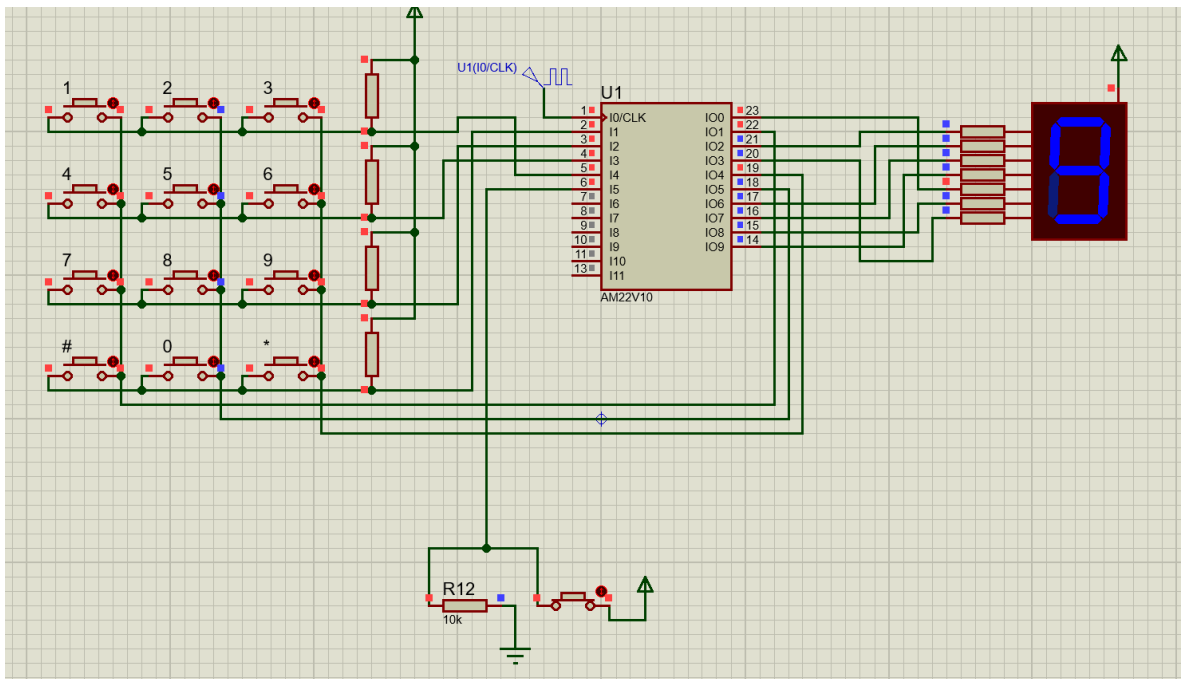 1 2 3
4 5 6
7 8 9
# 0 *
U1(I0/CLK)
U1
1 I0/CLK IO0 23
2 I1 IO1 22
3 I2 IO2 21
4 I3 IO3 20
5 I4 IO4 19
6 I5 IO5 18
7 I6 IO6 17
8 I7 IO7 16
9 I8 IO8 15
10 I9 IO9 14
11 I10
13 I11
AM22V10
9
R12
10k